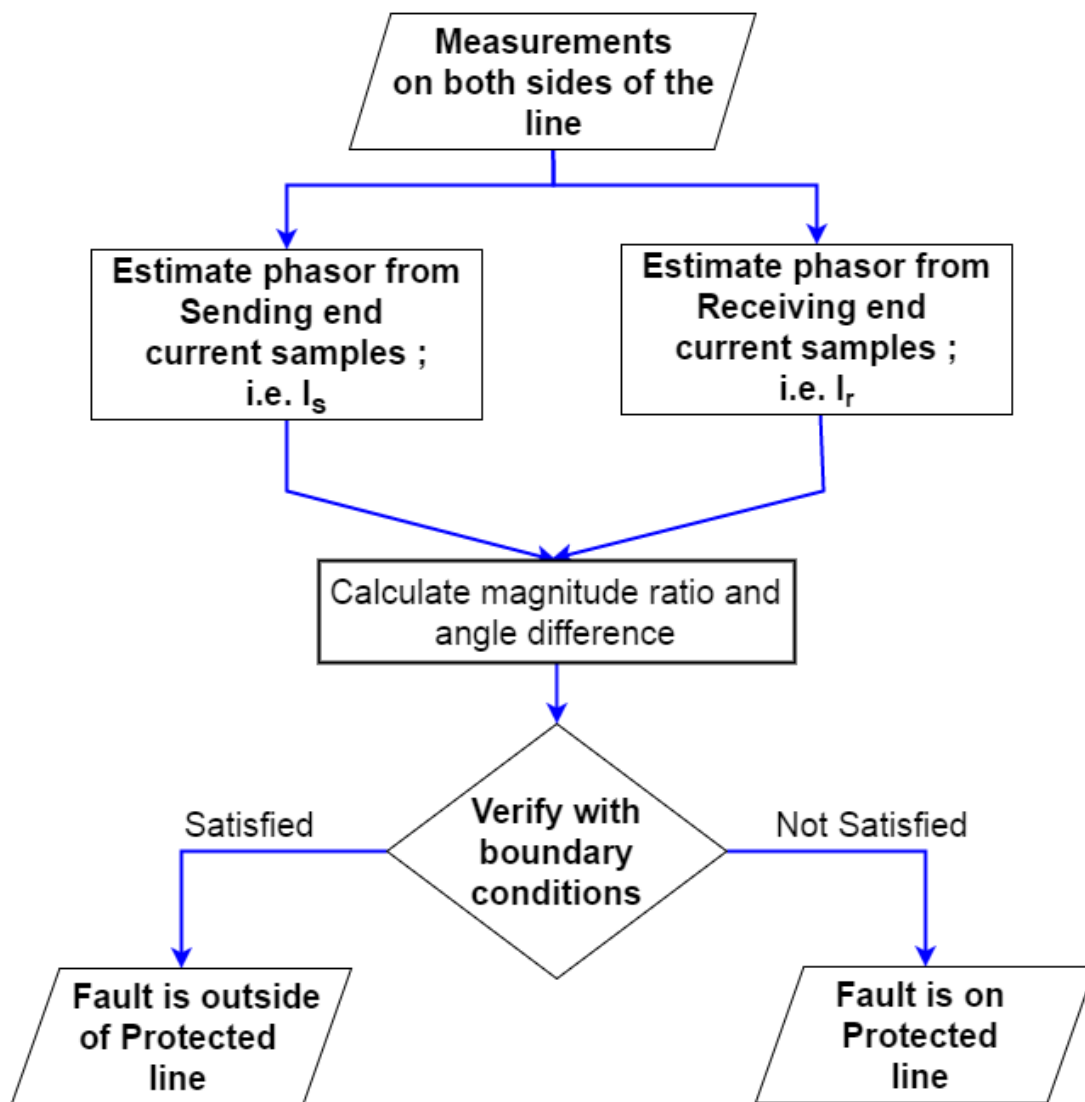 Measurements
on both sides of the
line
Estimate phasor from
Sending end
current samples ;
i.e. Is
Estimate phasor from
Receiving end
current samples ;
i.e. Ir
Calculate magnitude ratio and
angle difference
Verify with
boundary
conditions
Satisfied
Not Satisfied
Fault is outside
of Protected
line
Fault is on
Protected
line